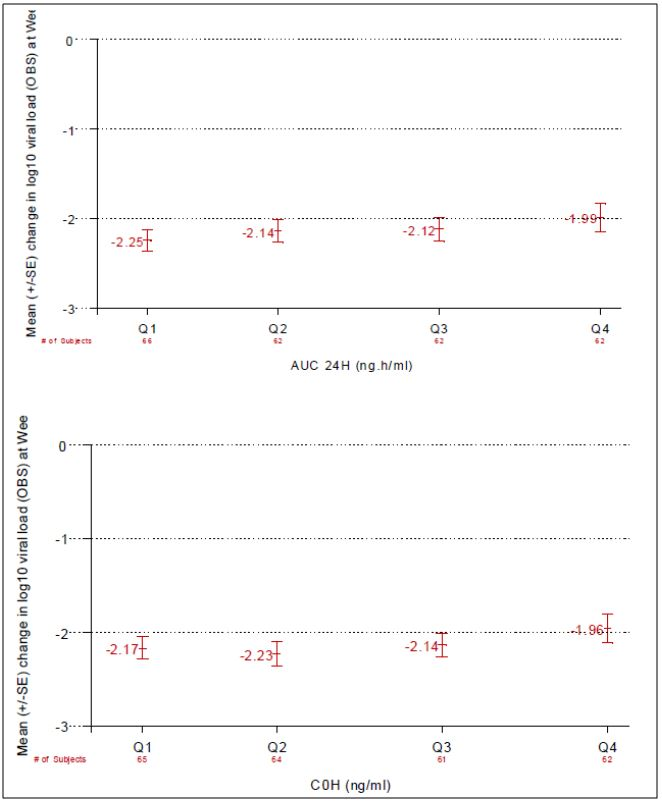 Mean (+/-SE) change in log10 viral load (OBS) at Wee
0
-1
-2
-3
-2.25
-2.14
-2.12
-1.99
Q1 Q2 Q3 Q4
# of Subjects 66 62 62 62
AUC 24H (ng.h/ml)
Mean (+/-SE) change in log10 viral load (OBS) at Wee
0
-1
-2
-3
-2.17
-2.23
-2.14
-1.96
Q1 Q2 Q3 Q4
# of Subjects 65 64 61 62
C0H (ng/ml)